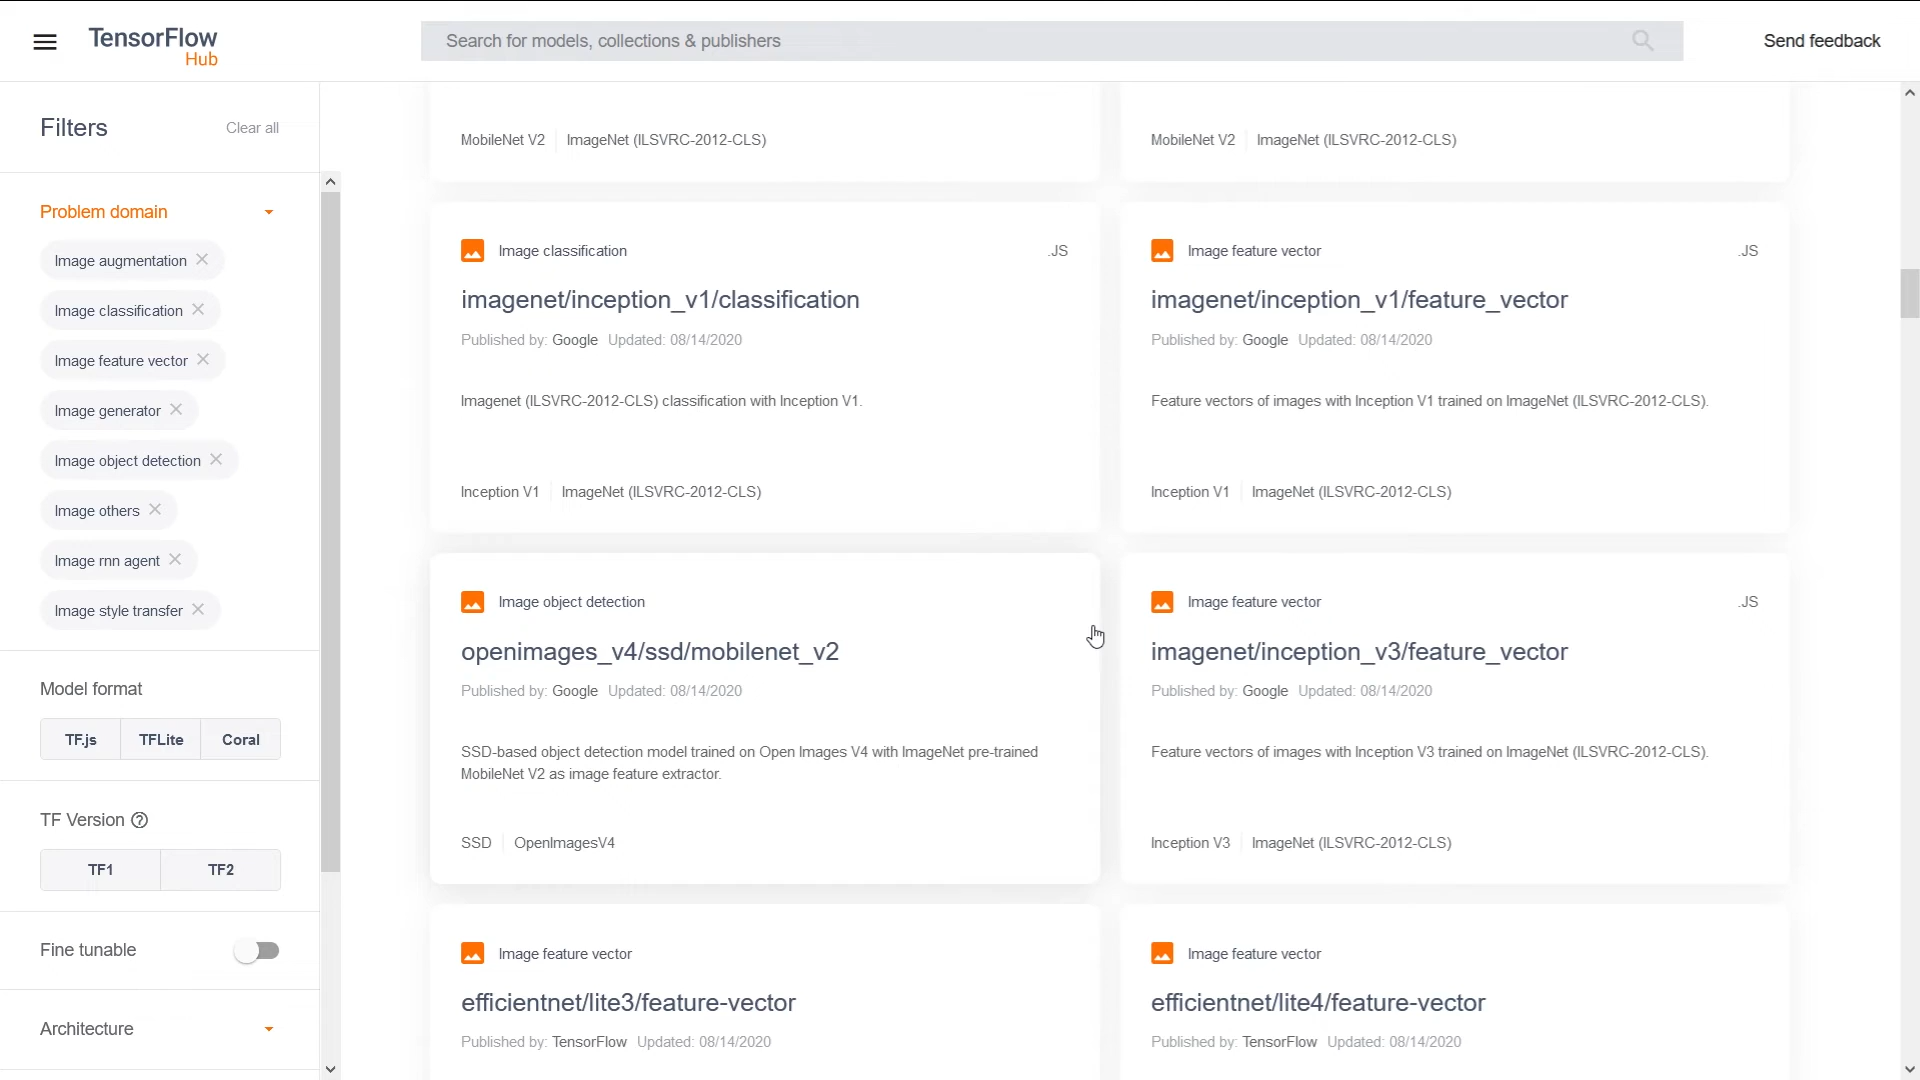 TensorFlow
Hub
Search for models, collections & publishers
Send feedback
Filters
Clear all
Problem domain
Image augmentation
Image classification
Image feature vector
Image generator
Image object detection
Image others
Image rnn agent
Image style transfer
Model format
TF.js
TFLite
Coral
TF Version
TF1
TF2
Fine tunable
Architecture
MobileNet V2
ImageNet (ILSVRC-2012-CLS)
MobileNet V2
ImageNet (ILSVRC-2012-CLS)
Image classification
.JS
imagenet/inception_v1/classification
Published by: Google Updated: 08/14/2020
Imagenet (ILSVRC-2012-CLS) classification with Inception V1.
Inception V1
ImageNet (ILSVRC-2012-CLS)
Image feature vector
.JS
imagenet/inception_v1/feature_vector
Published by: Google Updated: 08/14/2020
Feature vectors of images with Inception V1 trained on ImageNet (ILSVRC-2012-CLS).
Inception V1
ImageNet (ILSVRC-2012-CLS)
Image object detection
openimages_v4/ssd/mobilenet_v2
Published by: Google Updated: 08/14/2020
SSD-based object detection model trained on Open Images V4 with ImageNet pre-trained
MobileNet V2 as image feature extractor.
SSD
OpenImagesV4
Image feature vector
.JS
imagenet/inception_v3/feature_vector
Published by: Google Updated: 08/14/2020
Feature vectors of images with Inception V3 trained on ImageNet (ILSVRC-2012-CLS).
Inception V3
ImageNet (ILSVRC-2012-CLS)
Image feature vector
efficientnet/lite3/feature-vector
Published by: TensorFlow Updated: 08/14/2020
Image feature vector
efficientnet/lite4/feature-vector
Published by: TensorFlow Updated: 08/14/2020